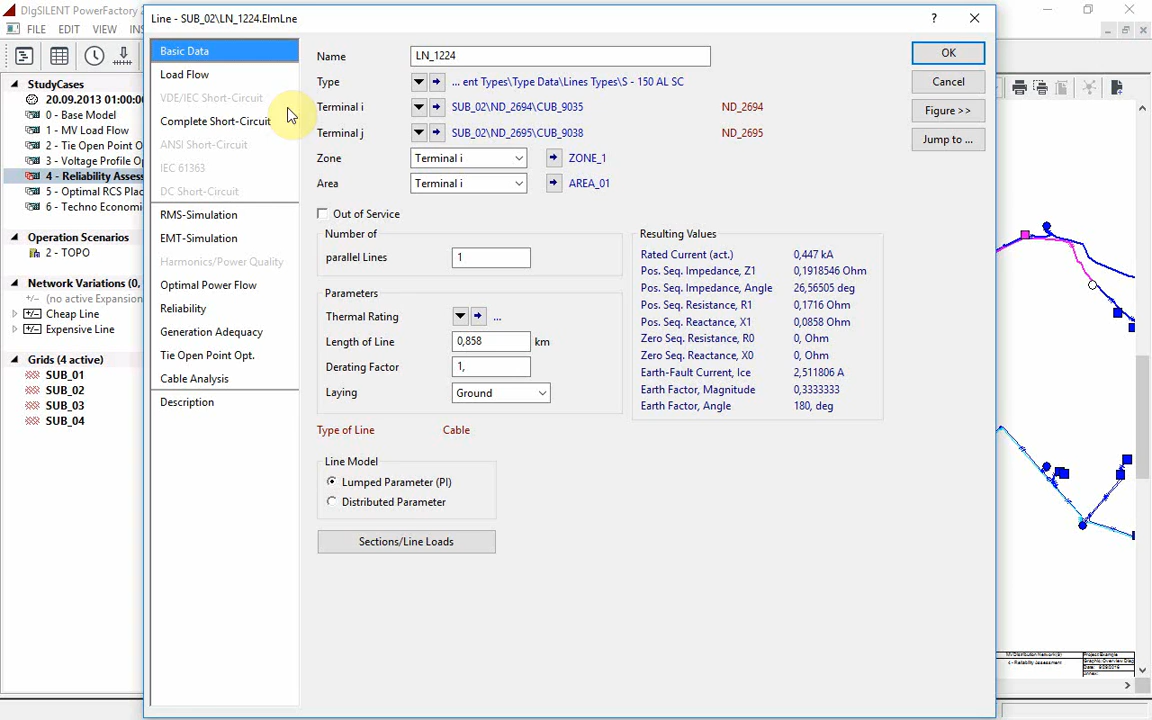 DIgSILENT PowerFactory
FILE EDIT VIEW INS
StudyCases
20.09.2013 01:00:00
0 - Base Model
1 - MV Load Flow
2 - Tie Open Point O
3 - Voltage Profile Op
4 - Reliability Assess
5 - Optimal RCS Plac
6 - Techno Economi
Operation Scenarios
2 - TOPO
Network Variations (0,
(no active Expansion
Cheap Line
Expensive Line
Grids (4 active)
SUB_01
SUB_02
SUB_03
SUB_04
Line - SUB_02\LN_1224.ElmLne
?
Basic Data
Load Flow
VDE/IEC Short-Circuit
Complete Short-Circuit
ANSI Short-Circuit
IEC 61363
DC Short-Circuit
RMS-Simulation
EMT-Simulation
Harmonics/Power Quality
Optimal Power Flow
Reliability
Generation Adequacy
Tie Open Point Opt.
Cable Analysis
Description
Name LN_1224
Type ... ent Types\Type Data\Lines Types\S - 150 AL SC
Terminal i SUB_02\ND_2694\CUB_9035 ND_2694
Terminal j SUB_02\ND_2695\CUB_9038 ND_2695
Zone Terminal i ZONE_1
Area Terminal i AREA_01
Out of Service
Number of
parallel Lines 1
Parameters
Thermal Rating ...
Length of Line 0,858 km
Derating Factor 1,
Laying Ground
Type of Line Cable
Line Model
Lumped Parameter (PI)
Distributed Parameter
Sections/Line Loads
Resulting Values
Rated Current (act.) 0,447 kA
Pos. Seq. Impedance, Z1 0,1918546 Ohm
Pos. Seq. Impedance, Angle 26,56505 deg
Pos. Seq. Resistance, R1 0,1716 Ohm
Pos. Seq. Reactance, X1 0,0858 Ohm
Zero Seq. Resistance, R0 0, Ohm
Zero Seq. Reactance, X0 0, Ohm
Earth-Fault Current, Ice 2,511806 A
Earth Factor, Magnitude 0,3333333
Earth Factor, Angle 180, deg
OK
Cancel
Figure >>
Jump to ...